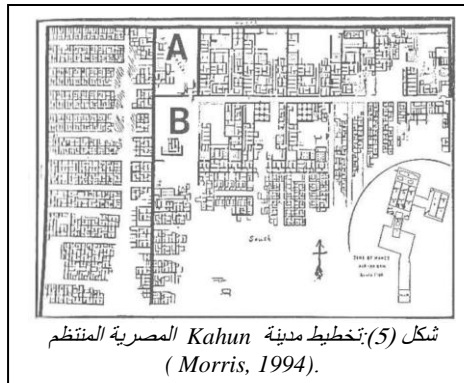 A
B
South
شكل (5):تخطيط مدينة Kahun المصرية المنتظم
( Morris, 1994).